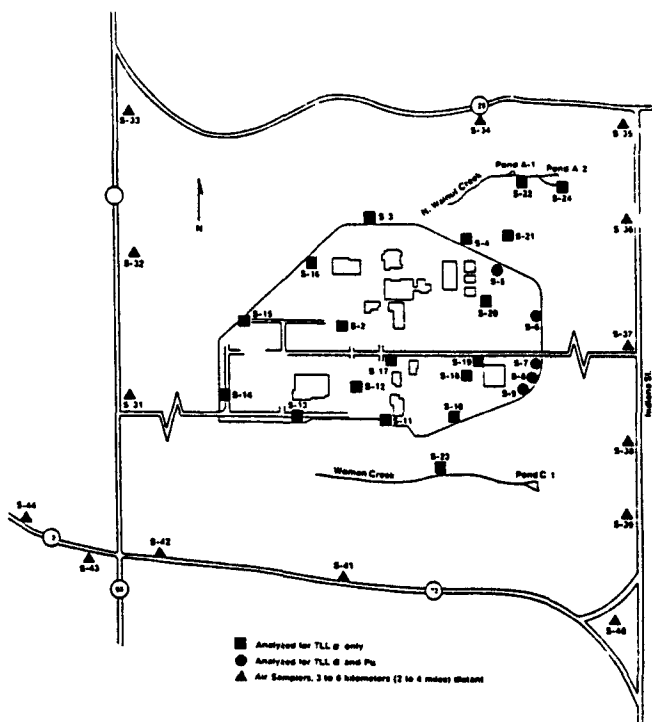 S-33
S-34
S-35
Pond A-1
Pond A-2
N. Walnut Creek
S-22
S-24
N
S 3
S-4
S-21
S-36
S-32
S-16
S-5
S-20
S-15
S-2
S-6
S-37
S-17
S-19
S-7
S-18
S-8
S-14
S-12
S-9
S-31
S-13
S-11
S-10
Indiana St.
S-38
S-23
Woman Creek
Pond C 1
S-44
S-39
S-42
S-43
S-41
72
S-40
Analyzed for TLL only
Analyzed for TLL and Pu
Air Samplers, 3 to 6 kilometers (2 to 4 miles) distant